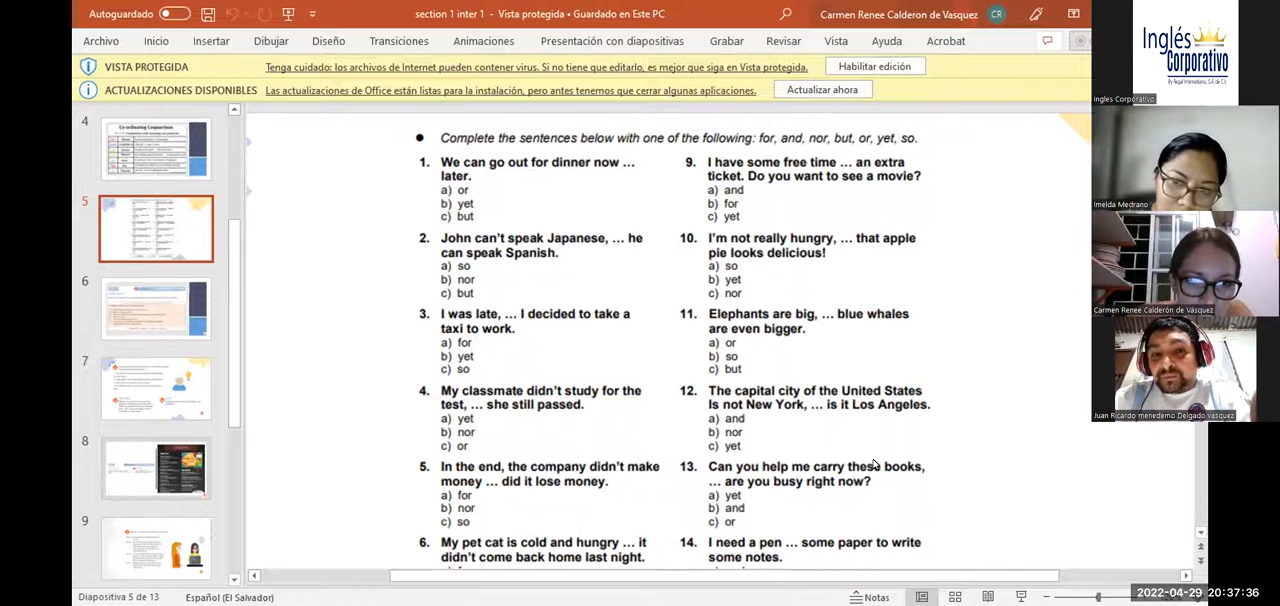 Autoguardado
section 1 inter 1 - Vista protegida • Guardado en Este PC
Carmen Renee Calderon de Vasquez
CR
Archivo Inicio Insertar Dibujar Diseño Transiciones Animaciones Presentación con diapositivas Grabar Revisar Vista Ayuda Acrobat
VISTA PROTEGIDA Tenga cuidado: los archivos de Internet pueden contener virus. Si no tiene que editarlo, es mejor que siga en Vista protegida. Habilitar edición
ACTUALIZACIONES DISPONIBLES Las actualizaciones de Office están listas para la instalación, pero antes tenemos que cerrar algunas aplicaciones. Actualizar ahora
4
5
6
7
8
9
• Complete the sentences below with one of the following: for, and, nor, but, or, yet, so.
1. We can go out for dinner now ...
later.
a) or
b) yet
c) but
2. John can't speak Japanese, ... he
can speak Spanish.
a) so
b) nor
c) but
3. I was late, ... I decided to take a
taxi to work.
a) for
b) yet
c) so
4. My classmate didn't study for the
test, ... she still passed.
a) yet
b) nor
c) or
5. In the end, the company didn't make
money ... did it lose money.
a) for
b) nor
c) so
6. My pet cat is cold and hungry ... it
didn't come back home last night.
9. I have some free time ... an extra
ticket. Do you want to see a movie?
a) and
b) for
c) yet
10. I'm not really hungry, ... that apple
pie looks delicious!
a) so
b) yet
c) nor
11. Elephants are big, ... blue whales
are even bigger.
a) or
b) so
c) but
12. The capital city of the United States
is not New York, ... is it Los Angeles.
a) and
b) nor
c) yet
13. Can you help me carry these books,
... are you busy right now?
a) yet
b) and
c) or
14. I need a pen ... some paper to write
some notes.
Inglés
Corporativo
By Regal International, S.A. de C.V.
Ingles Corporativo
Imelda Medrano
Carmen Renee Calderón de Vásquez
Juan Ricardo menedemo Delgado vasquez
Diapositiva 5 de 13 Español (El Salvador)
Notas
2022-04-29 20:37:36